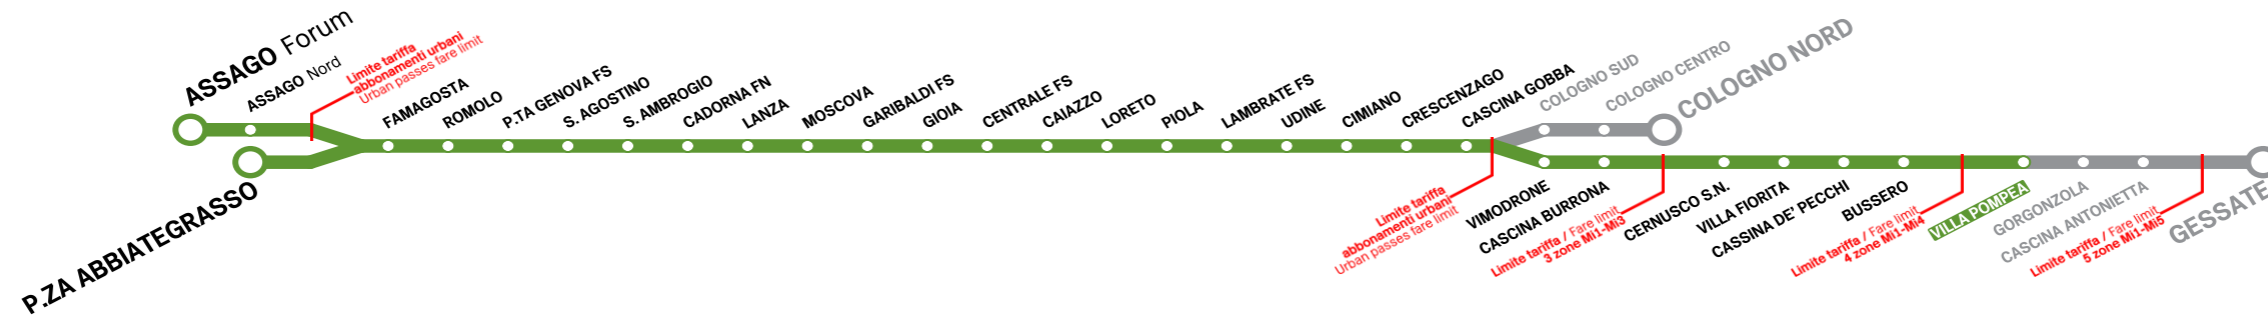 ASSAGO Forum
ASSAGO Nord
Limite tariffa
abbonamenti urbani
Urban passes fare limit
P.ZA ABBIATEGRASSO
FAMAGOSTA
ROMOLO
P.TA GENOVA FS
S. AGOSTINO
S. AMBROGIO
CADORNA FN
LANZA
MOSCOVA
GARIBALDI FS
GIOIA
CENTRALE FS
CAIAZZO
LORETO
PIOLA
LAMBRATE FS
UDINE
CIMIANO
CRESCENZAGO
CASCINA GOBBA
COLOGNO SUD
COLOGNO CENTRO
COLOGNO NORD
Limite tariffa
abbonamenti urbani
Urban passes fare limit
VIMODRONE
CASCINA BURRONA
Limite tariffa / Fare limit
3 zone Mi1-Mi3
CERNUSCO S.N.
VILLA FIORITA
CASSINA DE' PECCHI
BUSSERO
Limite tariffa / Fare limit
4 zone Mi1-Mi4
VILLA POMPEA
GORGONZOLA
CASCINA ANTONIETTA
Limite tariffa / Fare limit
5 zone Mi1-Mi5
GESSATE